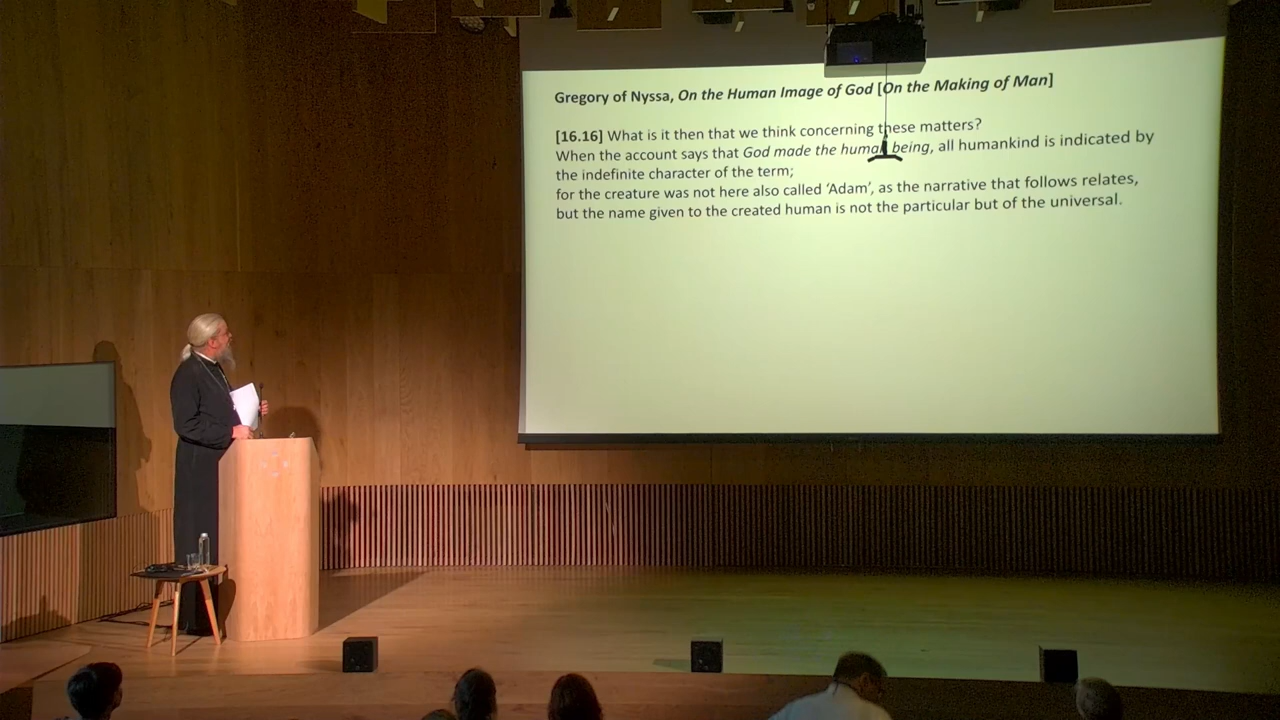 Gregory of Nyssa, On the Human Image of God [On the Making of Man]
[16.16] What is it then that we think concerning these matters?
When the account says that God made the human being, all humankind is indicated by
the indefinite character of the term;
for the creature was not here also called ‘Adam’, as the narrative that follows relates,
but the name given to the created human is not the particular but of the universal.